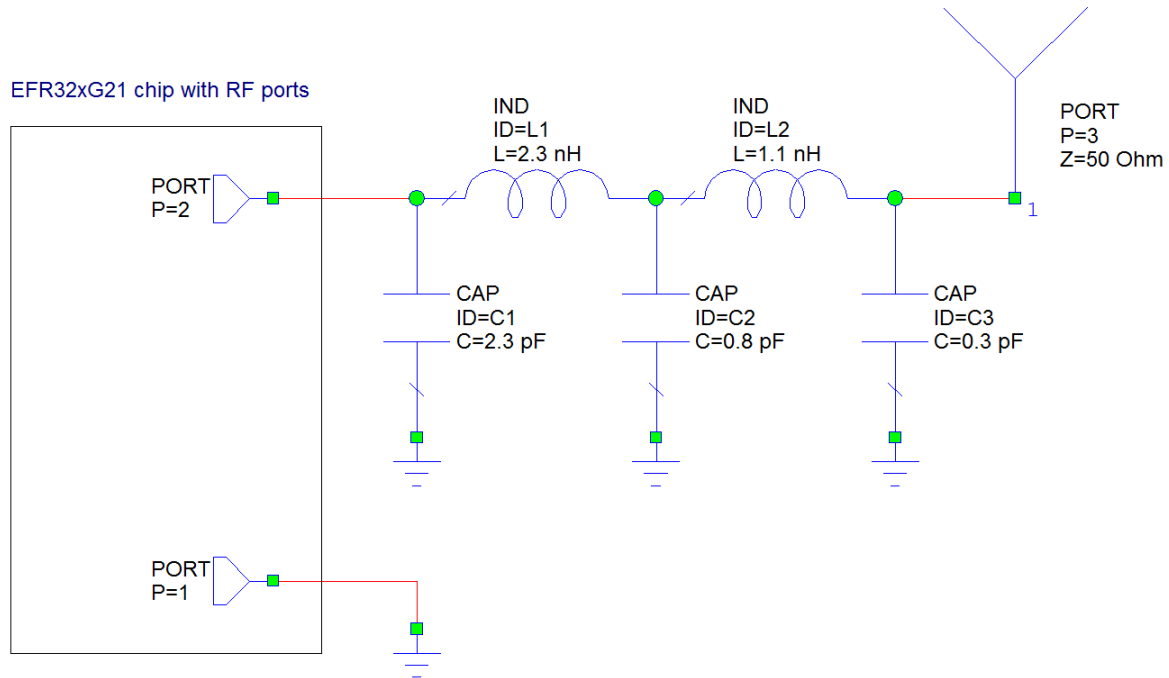 EFR32xG21 chip with RF ports
PORT
P=2
IND
ID=L1
L=2.3 nH
IND
ID=L2
L=1.1 nH
PORT
P=3
Z=50 Ohm
1
CAP
ID=C1
C=2.3 pF
CAP
ID=C2
C=0.8 pF
CAP
ID=C3
C=0.3 pF
PORT
P=1